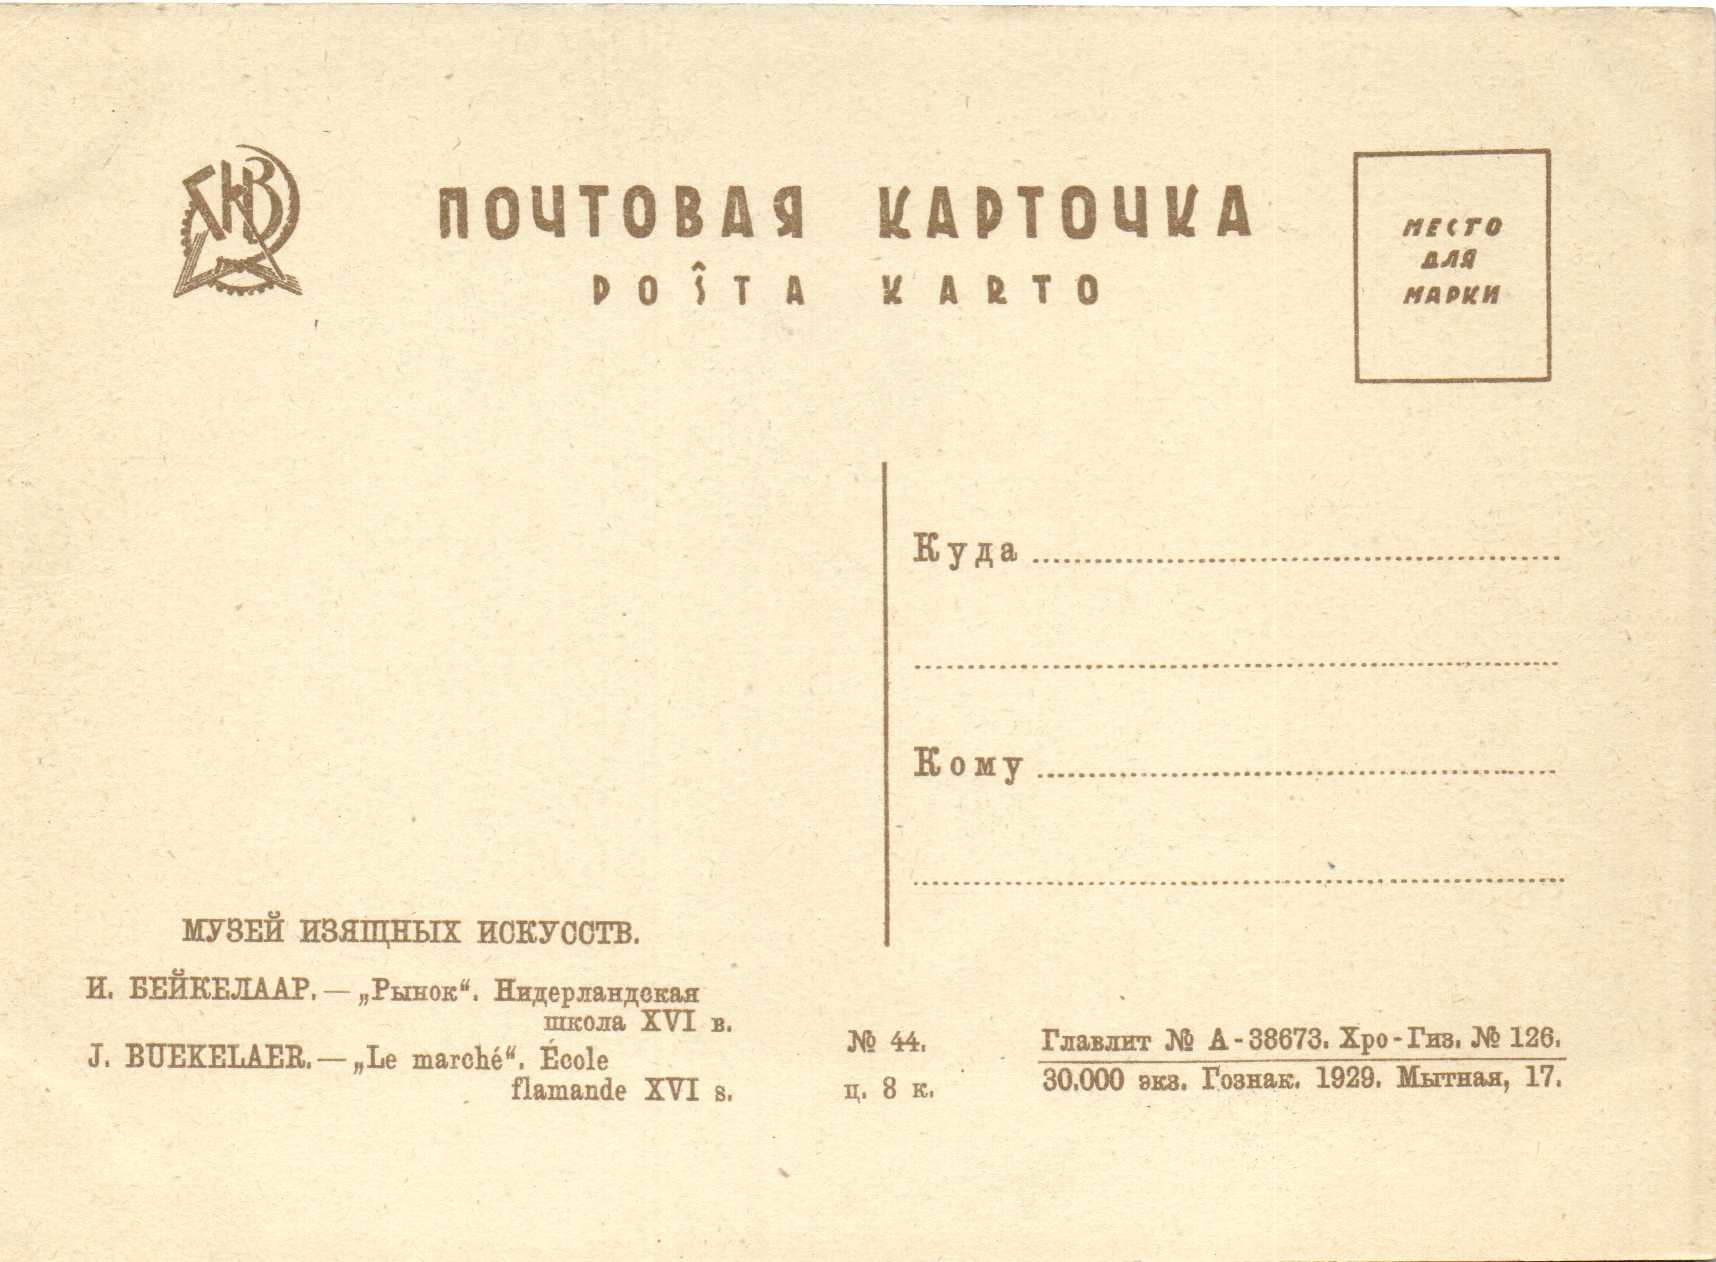 ПОЧТОВАЯ КАРТОЧКА
POŜTA KARTO
МЕСТО
ДЛЯ
МАРКИ
Куда
Кому
МУЗЕЙ ИЗЯЩНЫХ ИСКУССТВ.
И. БЕЙКЕЛААР.—„Рынок“. Нидерландская
школа XVI в.
J. BUEKELAER.—„Le marché“. École
flamande XVI s.
№ 44.
ц. 8 к.
Главлит № А-38673. Хро-Гиз. № 126.
30.000 экз. Гознак. 1929. Мытная, 17.